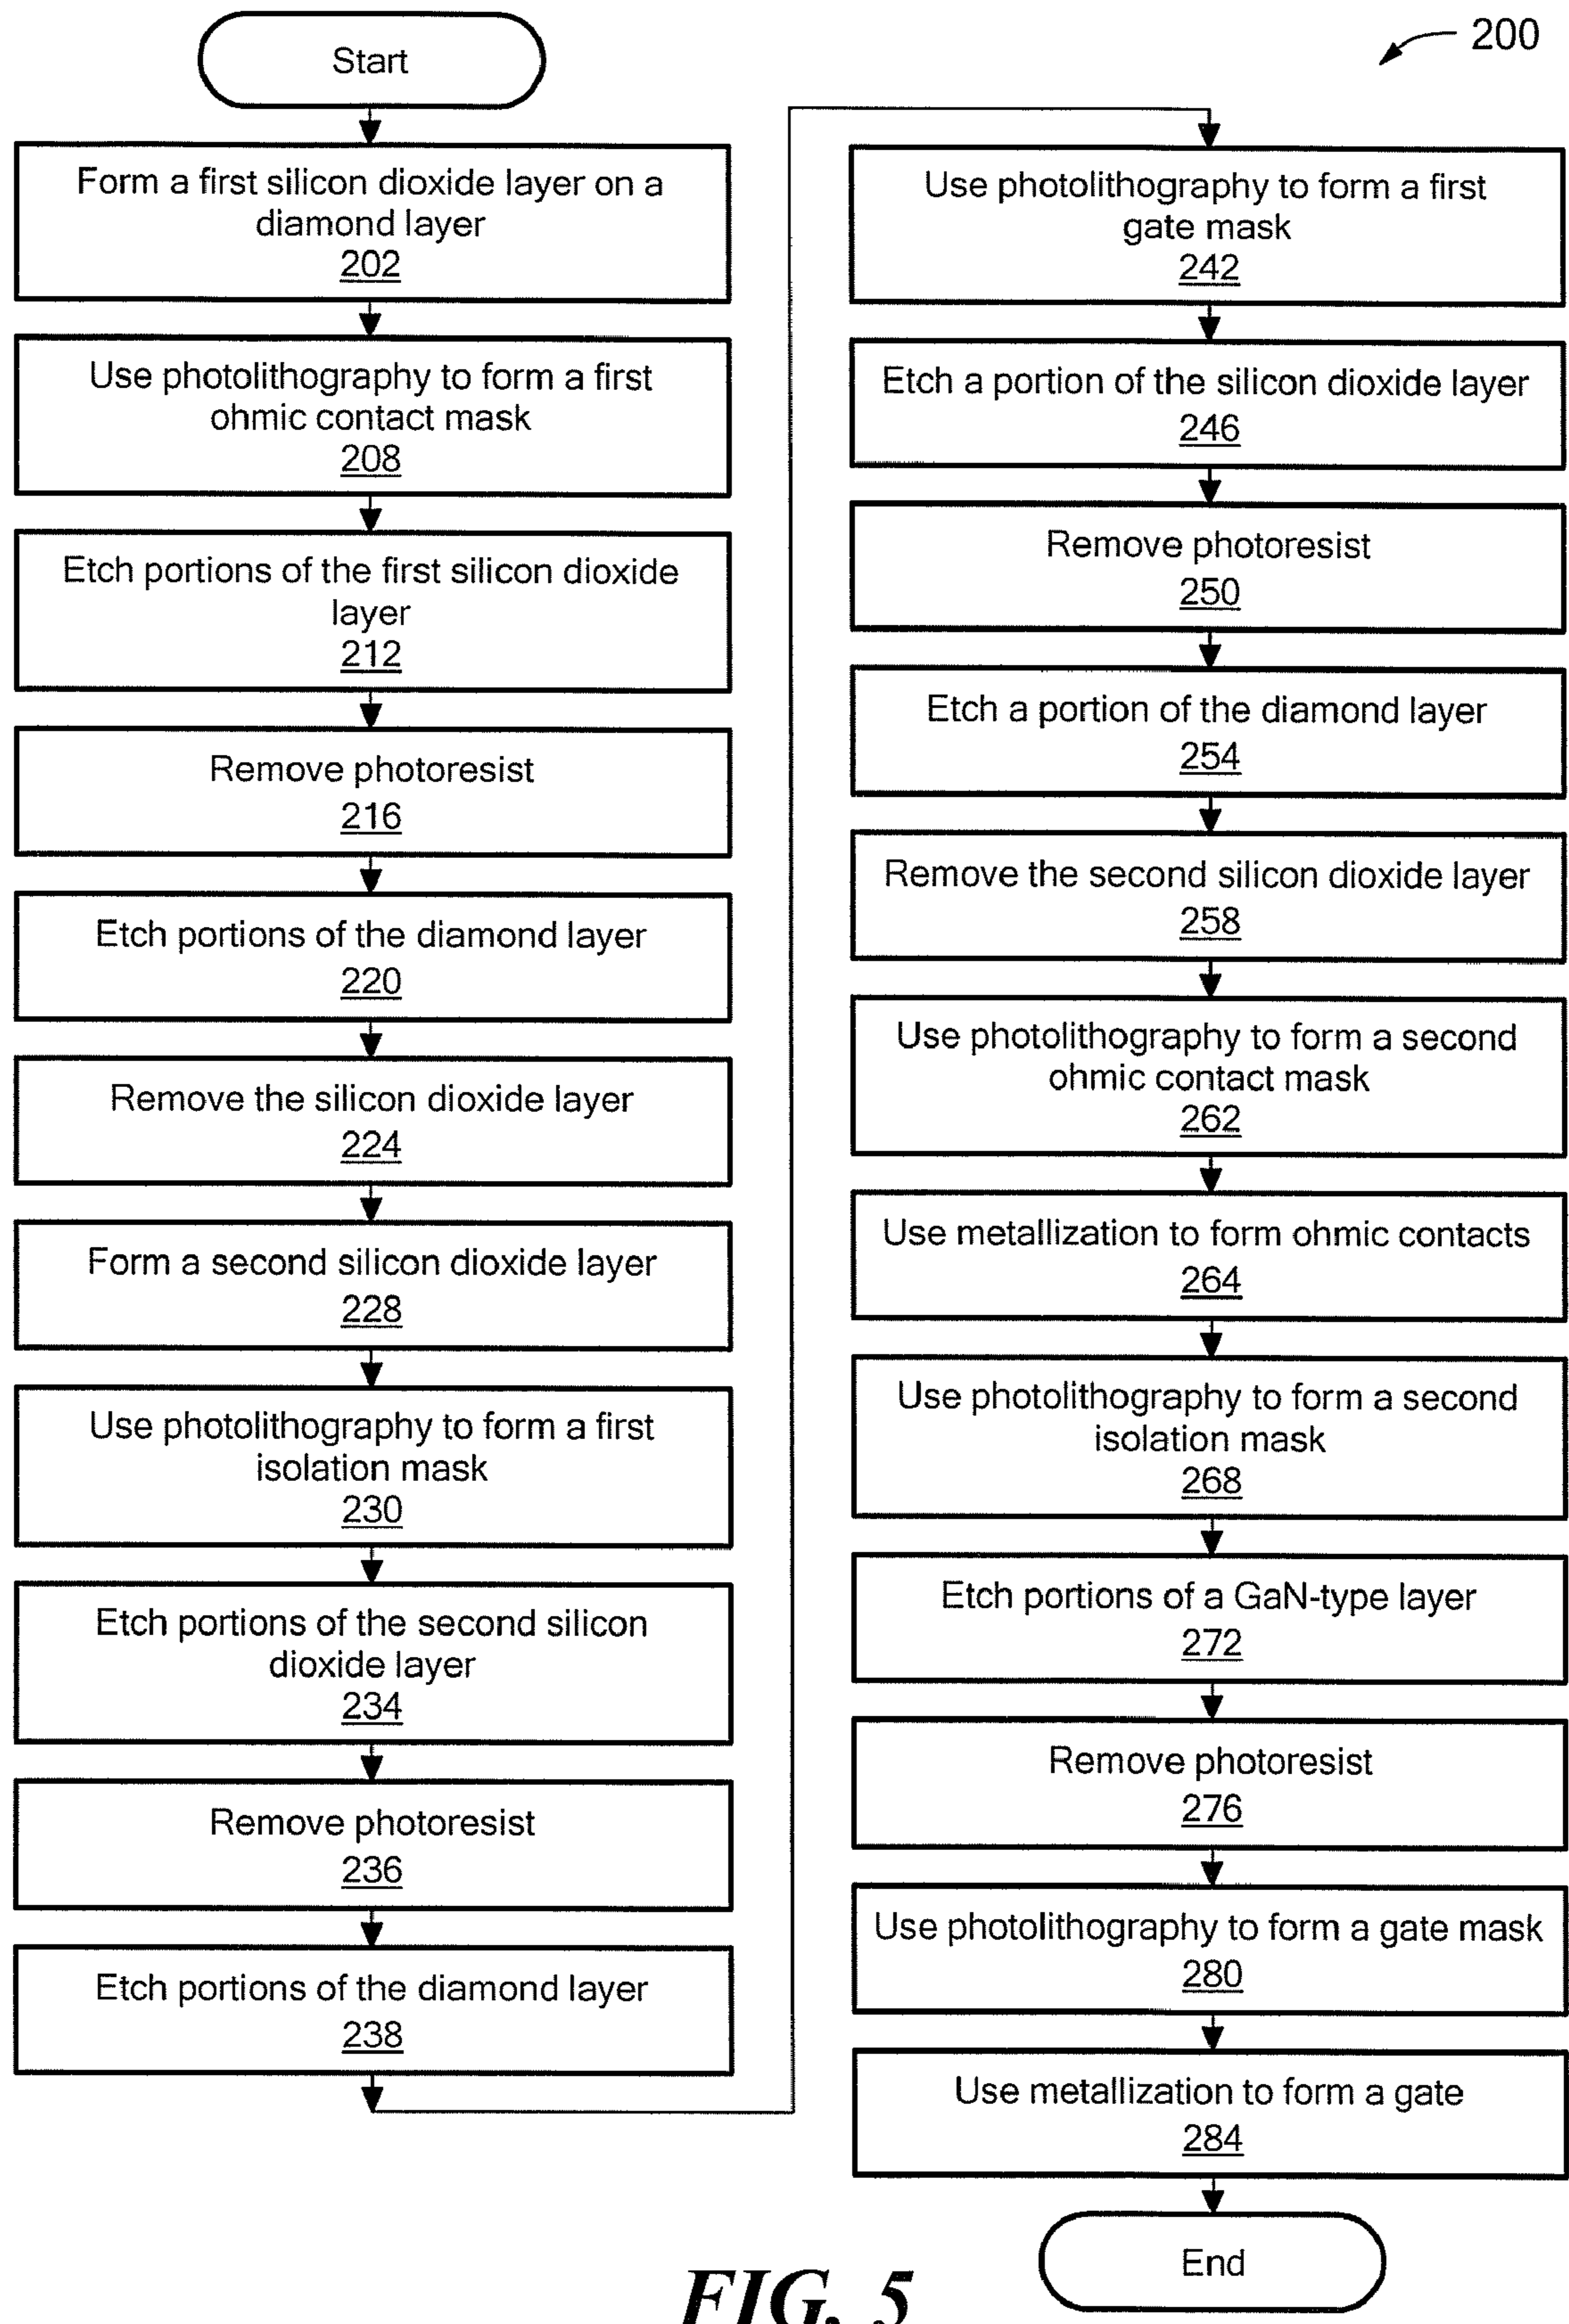 200
Start
Form a first silicon dioxide layer on a
diamond layer
202
Use photolithography to form a first
ohmic contact mask
208
Etch portions of the first silicon dioxide
layer
212
Remove photoresist
216
Etch portions of the diamond layer
220
Remove the silicon dioxide layer
224
Form a second silicon dioxide layer
228
Use photolithography to form a first
isolation mask
230
Etch portions of the second silicon
dioxide layer
234
Remove photoresist
236
Etch portions of the diamond layer
238
Use photolithography to form a first
gate mask
242
Etch a portion of the silicon dioxide layer
246
Remove photoresist
250
Etch a portion of the diamond layer
254
Remove the second silicon dioxide layer
258
Use photolithography to form a second
ohmic contact mask
262
Use metallization to form ohmic contacts
264
Use photolithography to form a second
isolation mask
268
Etch portions of a GaN-type layer
272
Remove photoresist
276
Use photolithography to form a gate mask
280
Use metallization to form a gate
284
End
FIG. 5